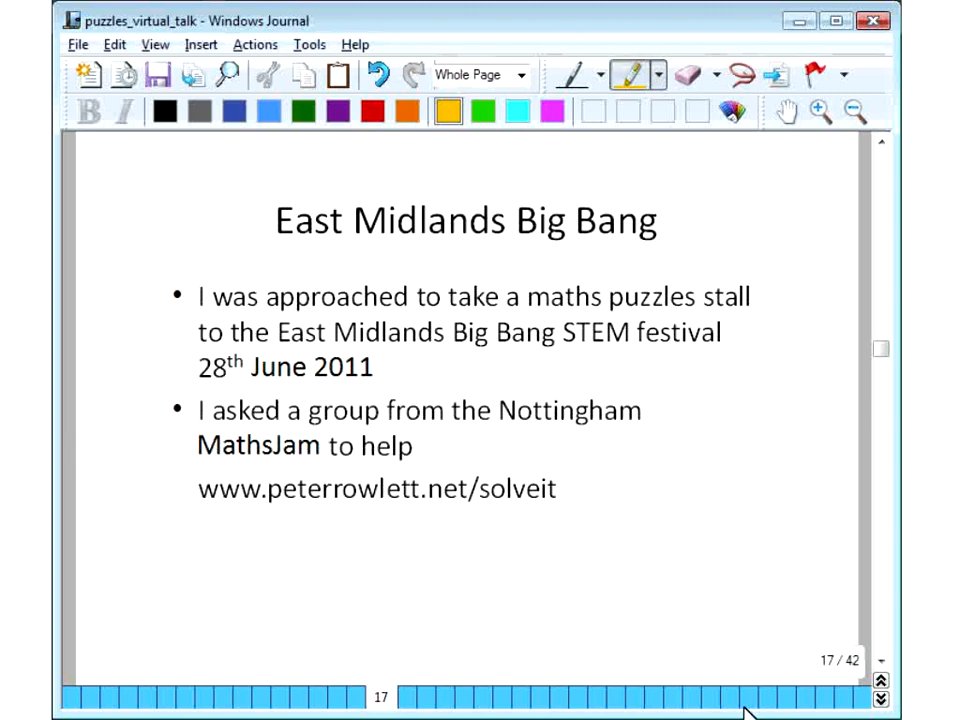 puzzles_virtual_talk - Windows Journal
File Edit View Insert Actions Tools Help
Whole Page
B I
East Midlands Big Bang
• I was approached to take a maths puzzles stall
to the East Midlands Big Bang STEM festival
28th June 2011
• I asked a group from the Nottingham
MathsJam to help
www.peterrowlett.net/solveit
17 / 42
17